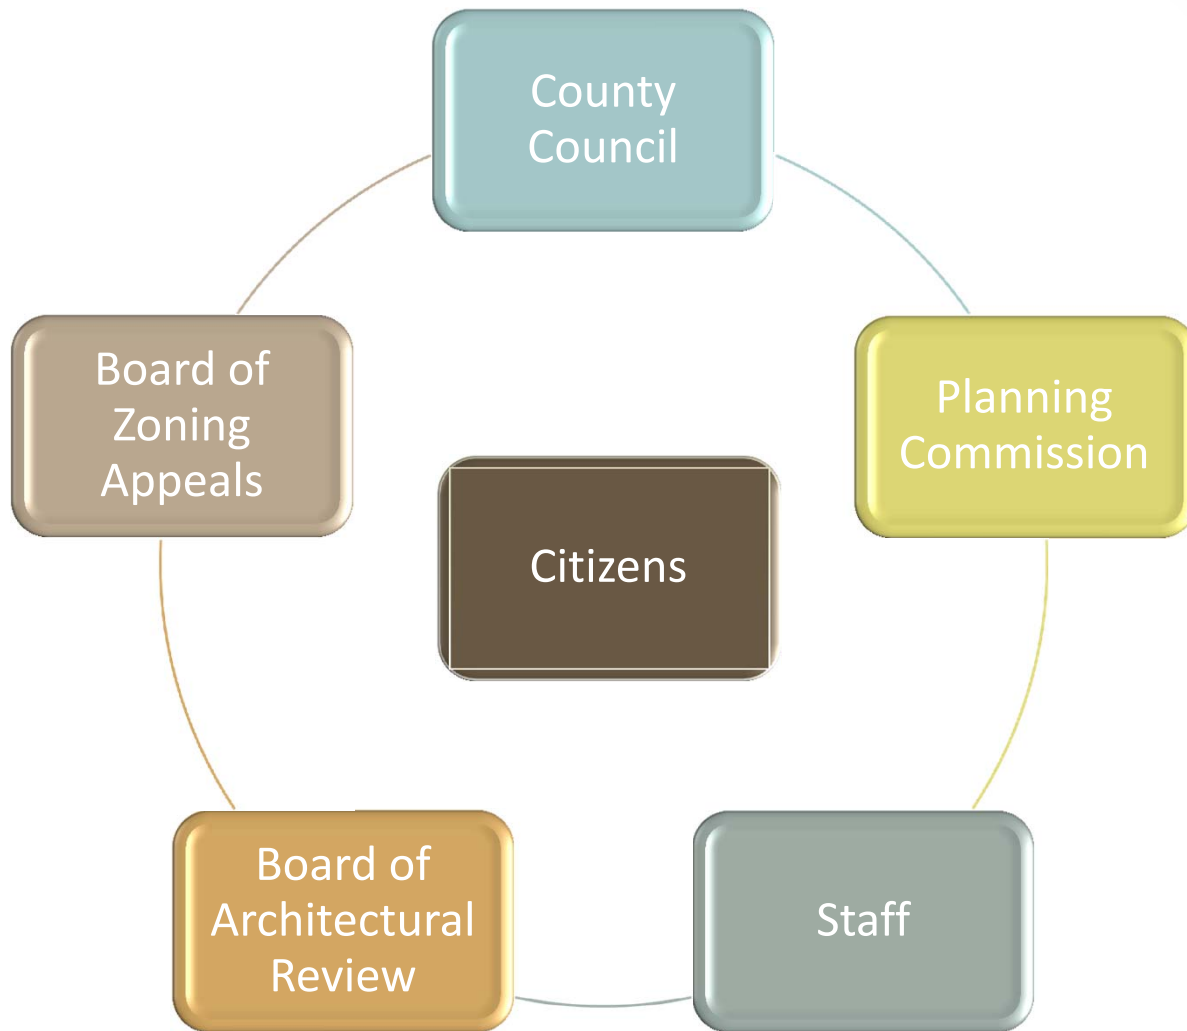 County
Council
Board of
Zoning
Appeals
Planning
Commission
Citizens
Board of
Architectural
Review
Staff